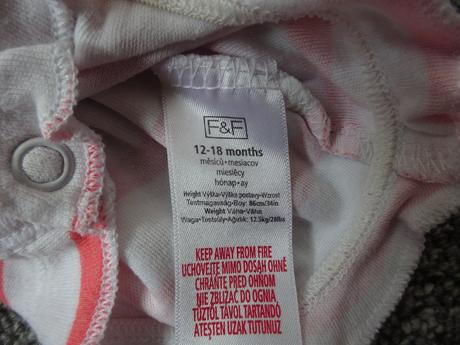 F&F
12-18 months
měsíců•mesiacov
miesięcy
hónap•ay
Height Výška•Výška postavy•Wzrost
Testmagasság•Boy: 86cm/34in
Weight Váha•Váha
Waga•Testsúly•Ağırlık: 12.5kg/28lbs
KEEP AWAY FROM FIRE
UCHOVEJTE MIMO DOSAH OHNĚ
CHRÁŇTE PRED OHŇOM
NIE ZBLIŻAĆ DO OGNIA
TŰZTŐL TÁVOL TARTANDÓ
ATEŞTEN UZAK TUTUNUZ